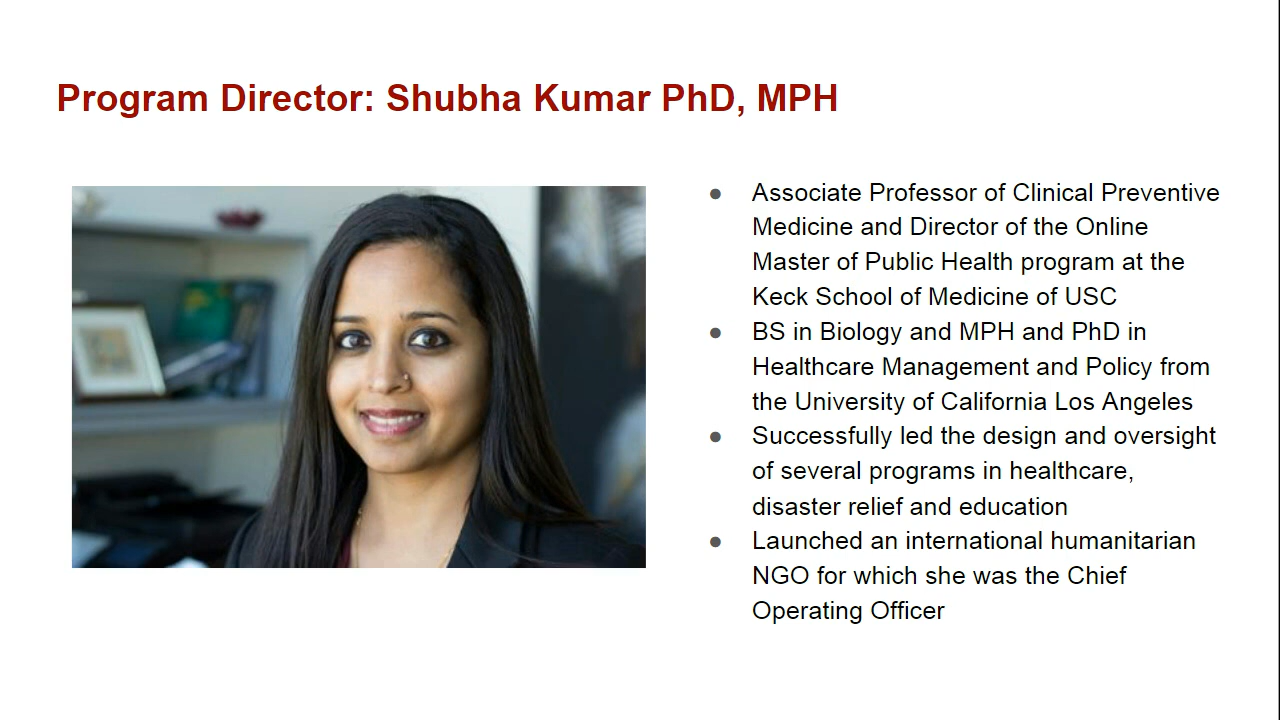 Program Director: Shubha Kumar PhD, MPH
● Associate Professor of Clinical Preventive
Medicine and Director of the Online
Master of Public Health program at the
Keck School of Medicine of USC
● BS in Biology and MPH and PhD in
Healthcare Management and Policy from
the University of California Los Angeles
● Successfully led the design and oversight
of several programs in healthcare,
disaster relief and education
● Launched an international humanitarian
NGO for which she was the Chief
Operating Officer